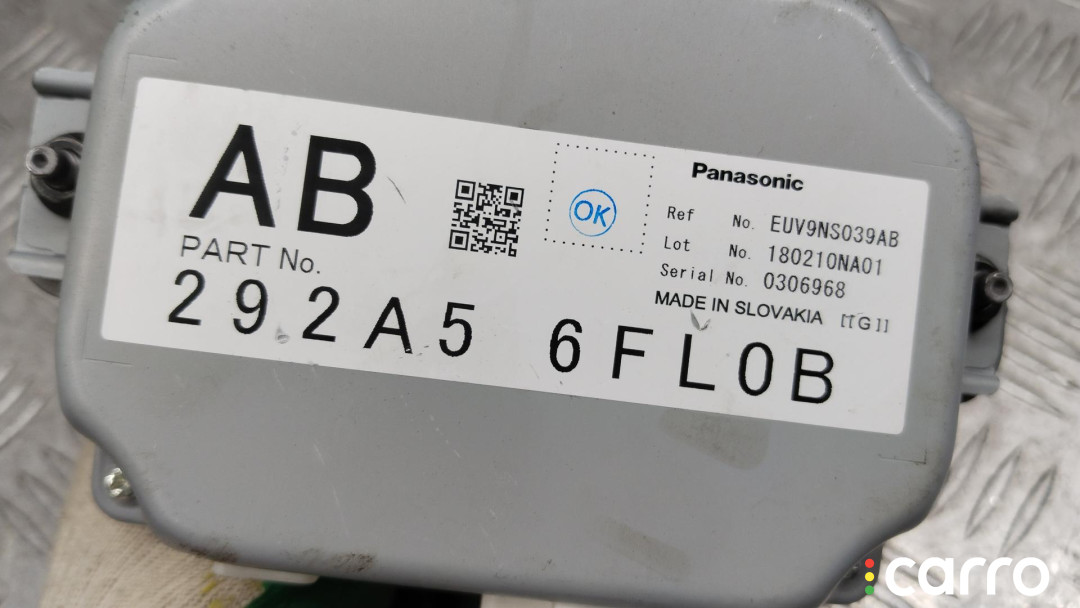 AB
PART No.
292A5 6FL0B
OK
Panasonic
Ref No. EUV9NS039AB
Lot No. 180210NA01
Serial No. 0306968
MADE IN SLOVAKIA [TG]]
carro